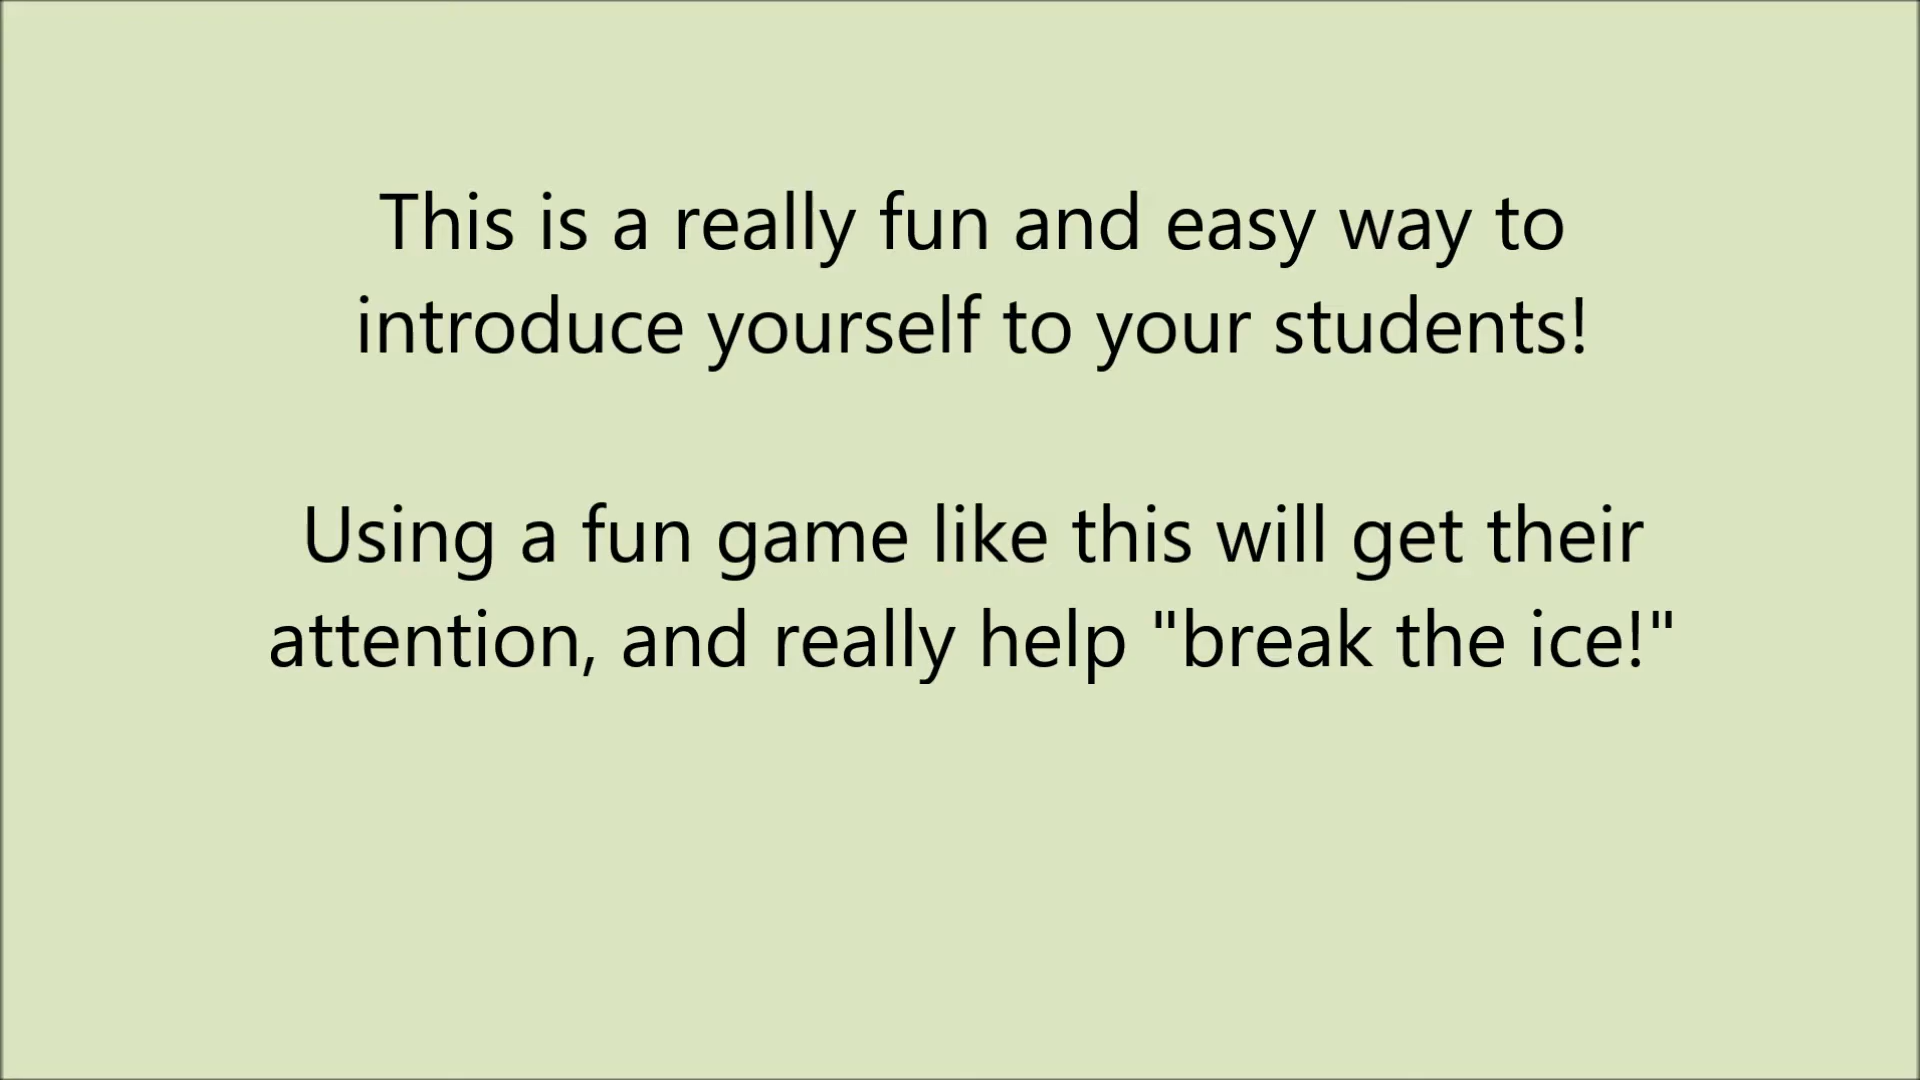 This is a really fun and easy way to
introduce yourself to your students!
Using a fun game like this will get their
attention, and really help "break the ice!"